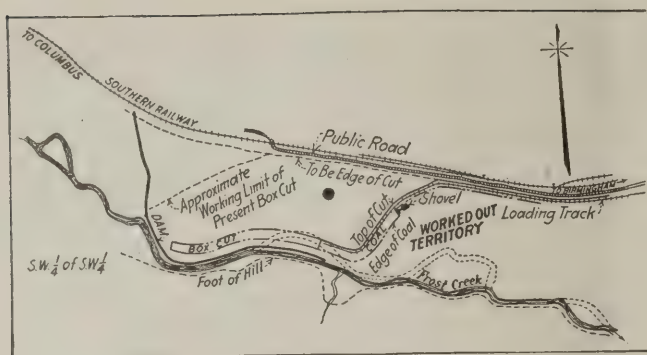 TO COLUMBUS
SOUTHERN RAILWAY
Public Road
To Be Edge of Cut
Approximate
Working Limit of
Present Box Cut
DAM
Top of Cut
COAL
Edge of Coal
Shovel
WORKED OUT
TERRITORY
Loading Track
BOX CUT
S.W 1/4 of S.W 1/4
Foot of Hill
Frost Creek